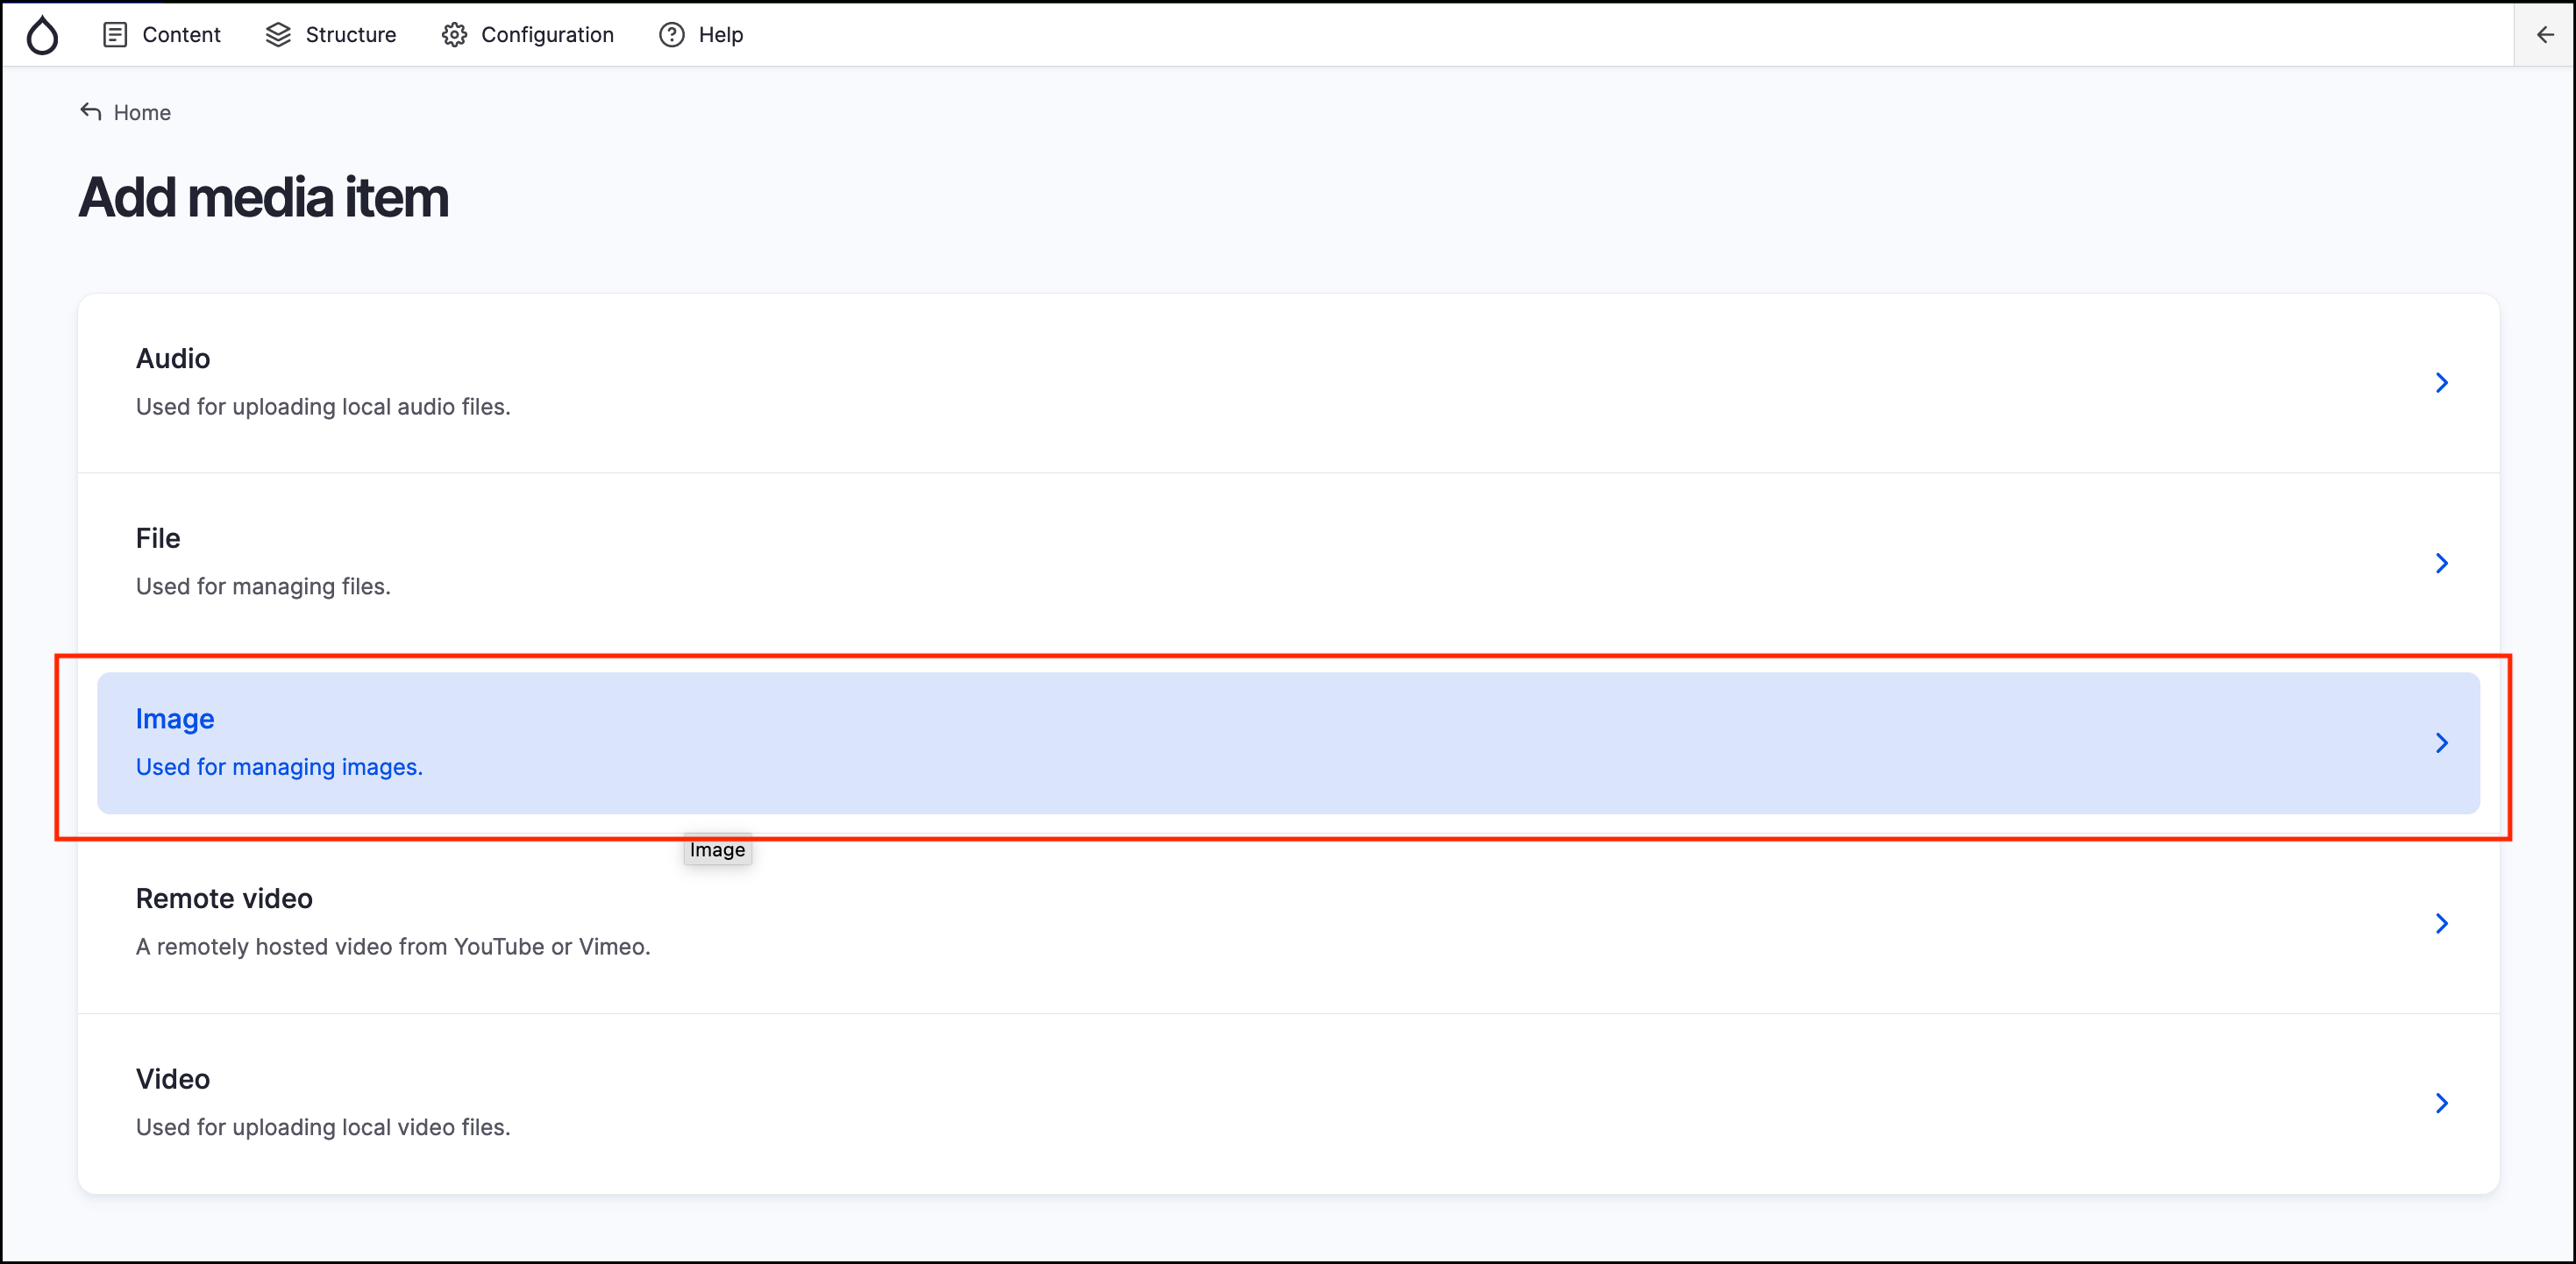 Content Structure Configuration Help
Home
Add media item
Audio
Used for uploading local audio files.
File
Used for managing files.
Image
Used for managing images.
Image
Remote video
A remotely hosted video from YouTube or Vimeo.
Video
Used for uploading local video files.